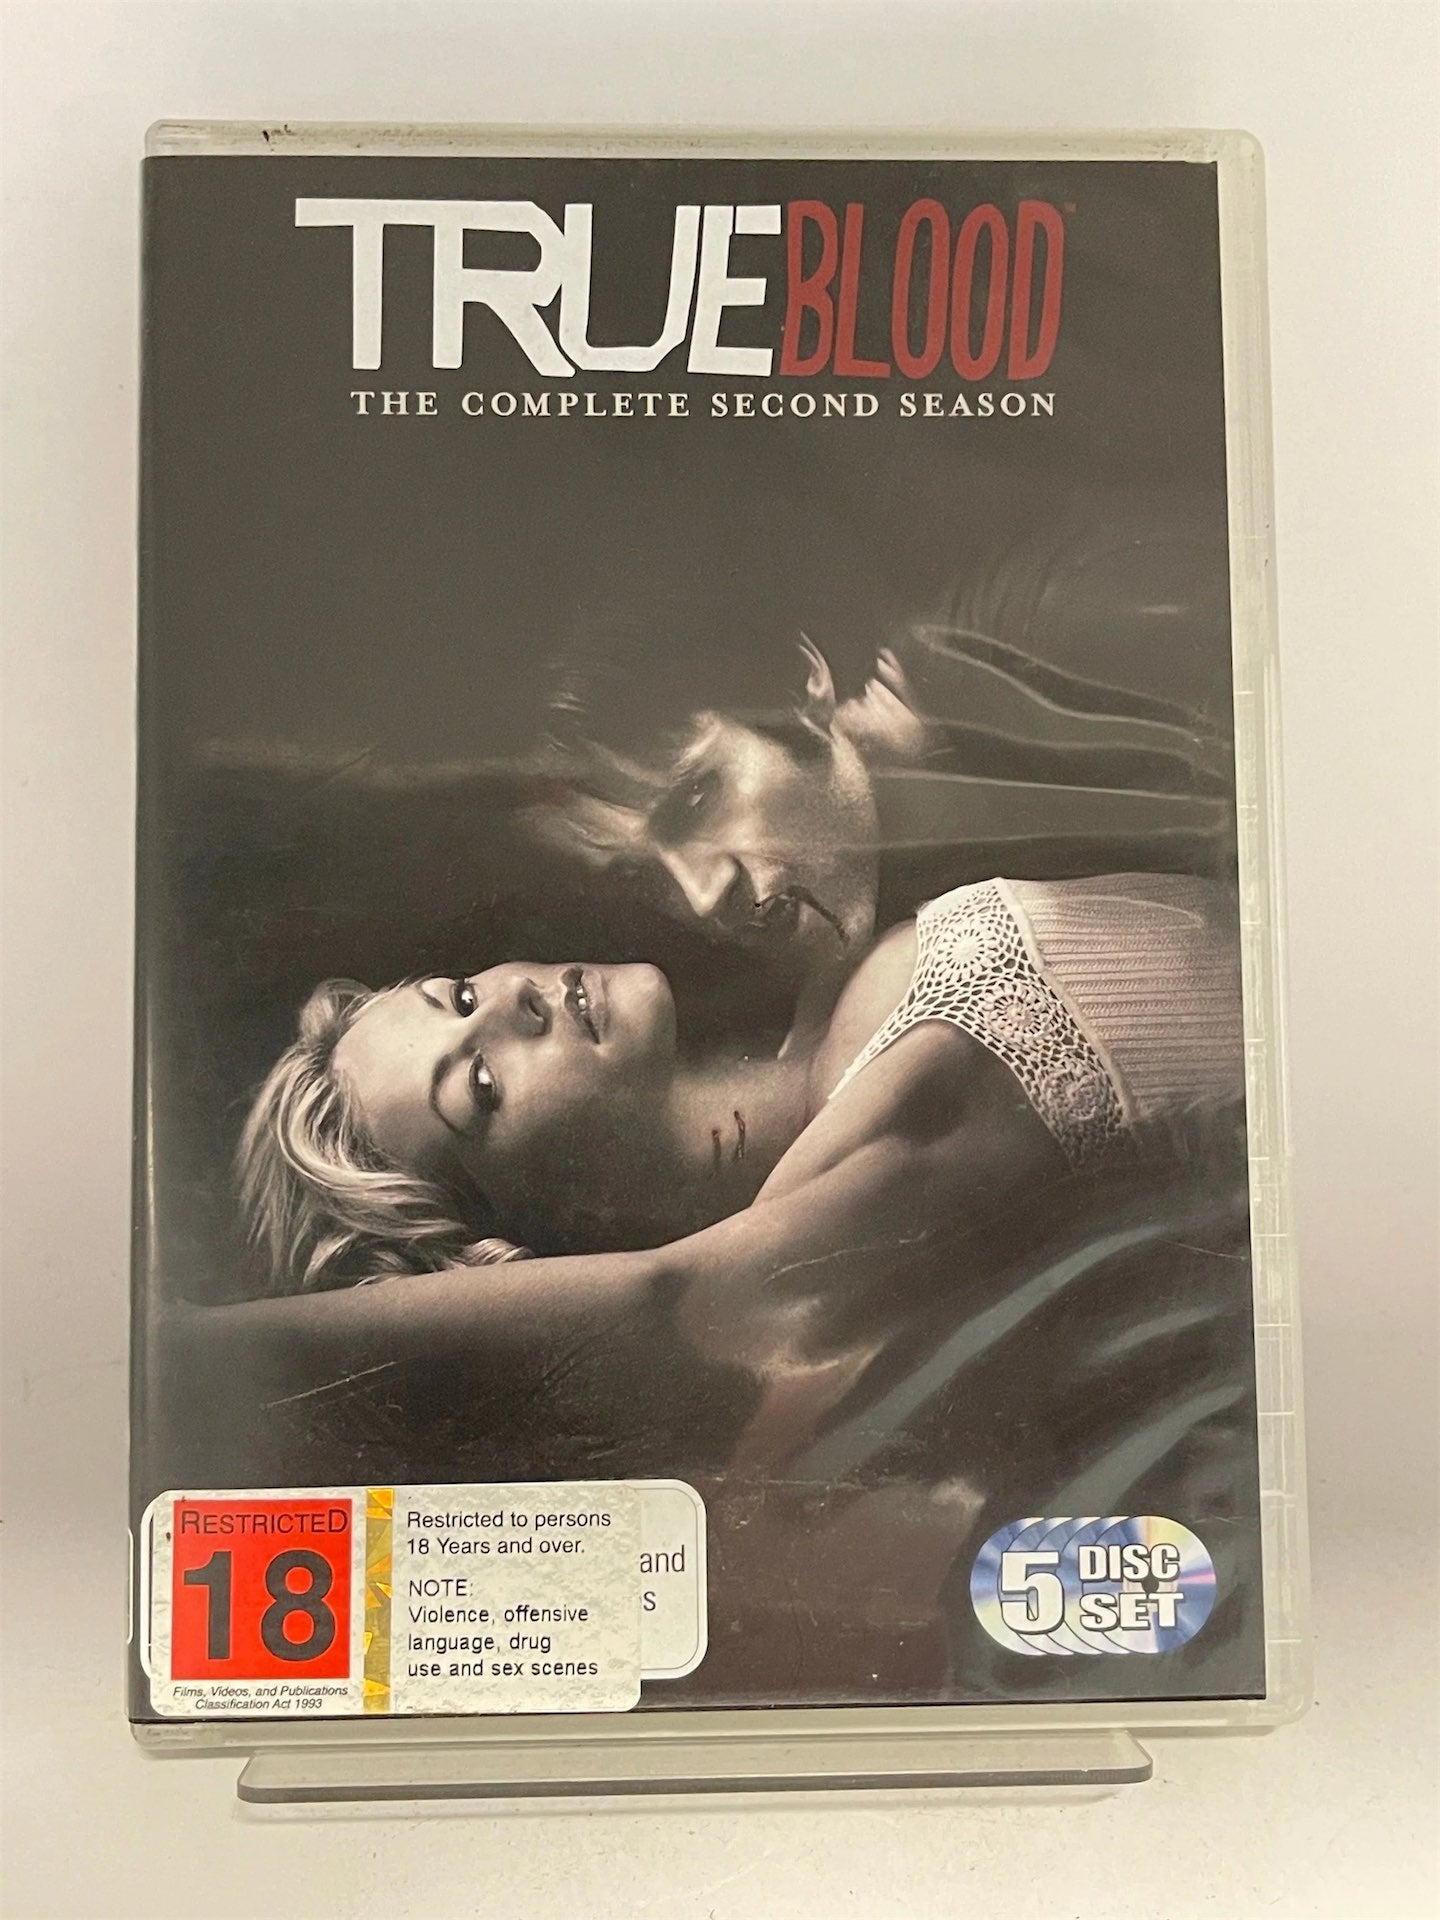 TRUEBLOOD™
THE COMPLETE SECOND SEASON
RESTRICTED
18
Films, Videos, and Publications
Classification Act 1993
Restricted to persons
18 Years and over.
NOTE:
Violence, offensive
language, drug
use and sex scenes
and
s
5 DISC
SET